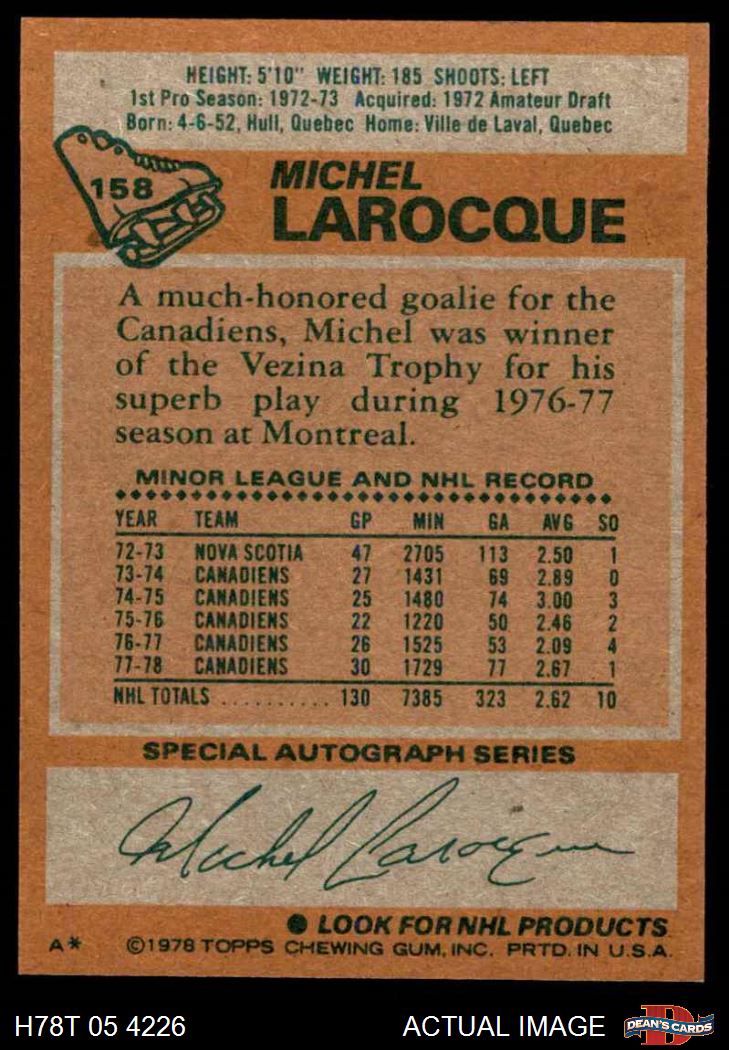 HEIGHT: 5'10" WEIGHT: 185 SHOOTS: LEFT
1st Pro Season: 1972-73 Acquired: 1972 Amateur Draft
Born: 4-6-52, Hull, Quebec Home: Ville de Laval, Quebec
158
MICHEL
LAROCQUE
A much-honored goalie for the
Canadiens, Michel was winner
of the Vezina Trophy for his
superb play during 1976-77
season at Montreal.
MINOR LEAGUE AND NHL RECORD
YEAR TEAM GP MIN GA AVG SO
72-73 NOVA SCOTIA 47 2705 113 2.50 1
73-74 CANADIENS 27 1431 69 2.89 0
74-75 CANADIENS 25 1480 74 3.00 3
75-76 CANADIENS 22 1220 50 2.46 2
76-77 CANADIENS 26 1525 53 2.09 4
77-78 CANADIENS 30 1729 77 2.67 1
NHL TOTALS .......... 130 7385 323 2.62 10
SPECIAL AUTOGRAPH SERIES
Michel Larocque
● LOOK FOR NHL PRODUCTS
A* ©1978 TOPPS CHEWING GUM, INC. PRTD. IN U.S.A.
H78T 05 4226 ACTUAL IMAGE D DEAN'S CARDS